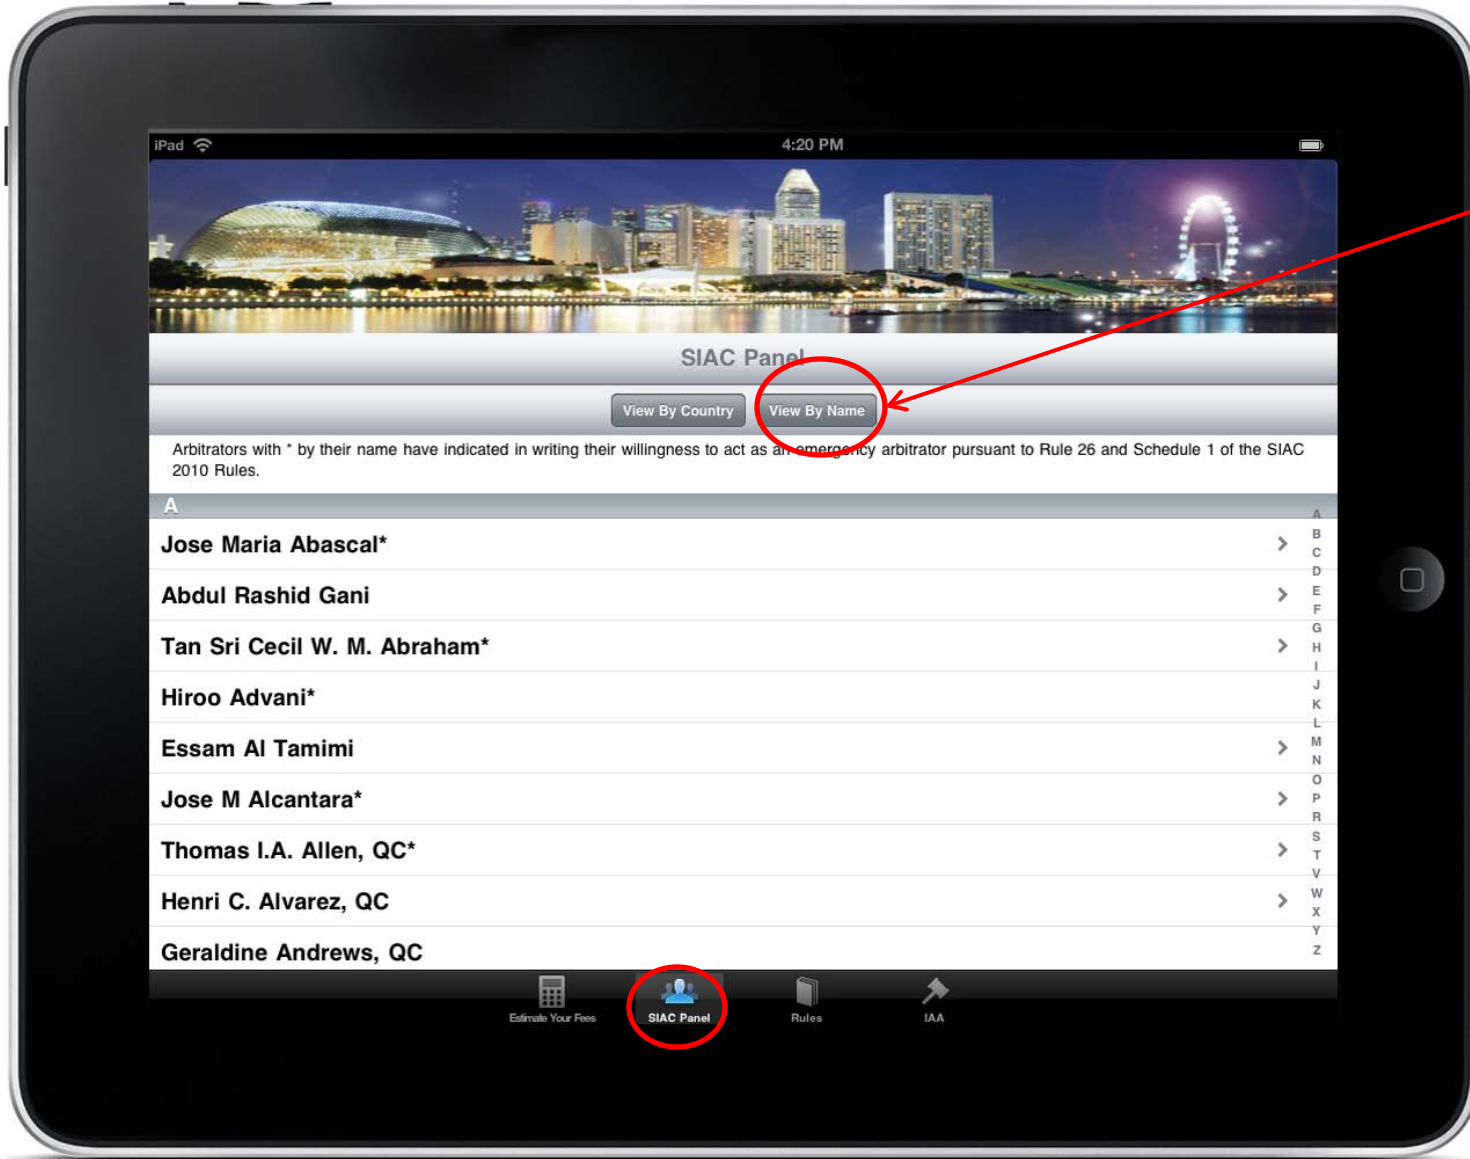 iPad 4:20 PM
SIAC Panel
View By Country View By Name
Arbitrators with * by their name have indicated in writing their willingness to act as an emergency arbitrator pursuant to Rule 26 and Schedule 1 of the SIAC
2010 Rules.
A
Jose Maria Abascal*
Abdul Rashid Gani
Tan Sri Cecil W. M. Abraham*
Hiroo Advani*
Essam Al Tamimi
Jose M Alcantara*
Thomas I.A. Allen, QC*
Henri C. Alvarez, QC
Geraldine Andrews, QC
A
B
C
D
E
F
G
H
I
J
K
L
M
N
O
P
R
S
T
V
W
X
Y
Z
Estimate Your Fees SIAC Panel Rules IAA